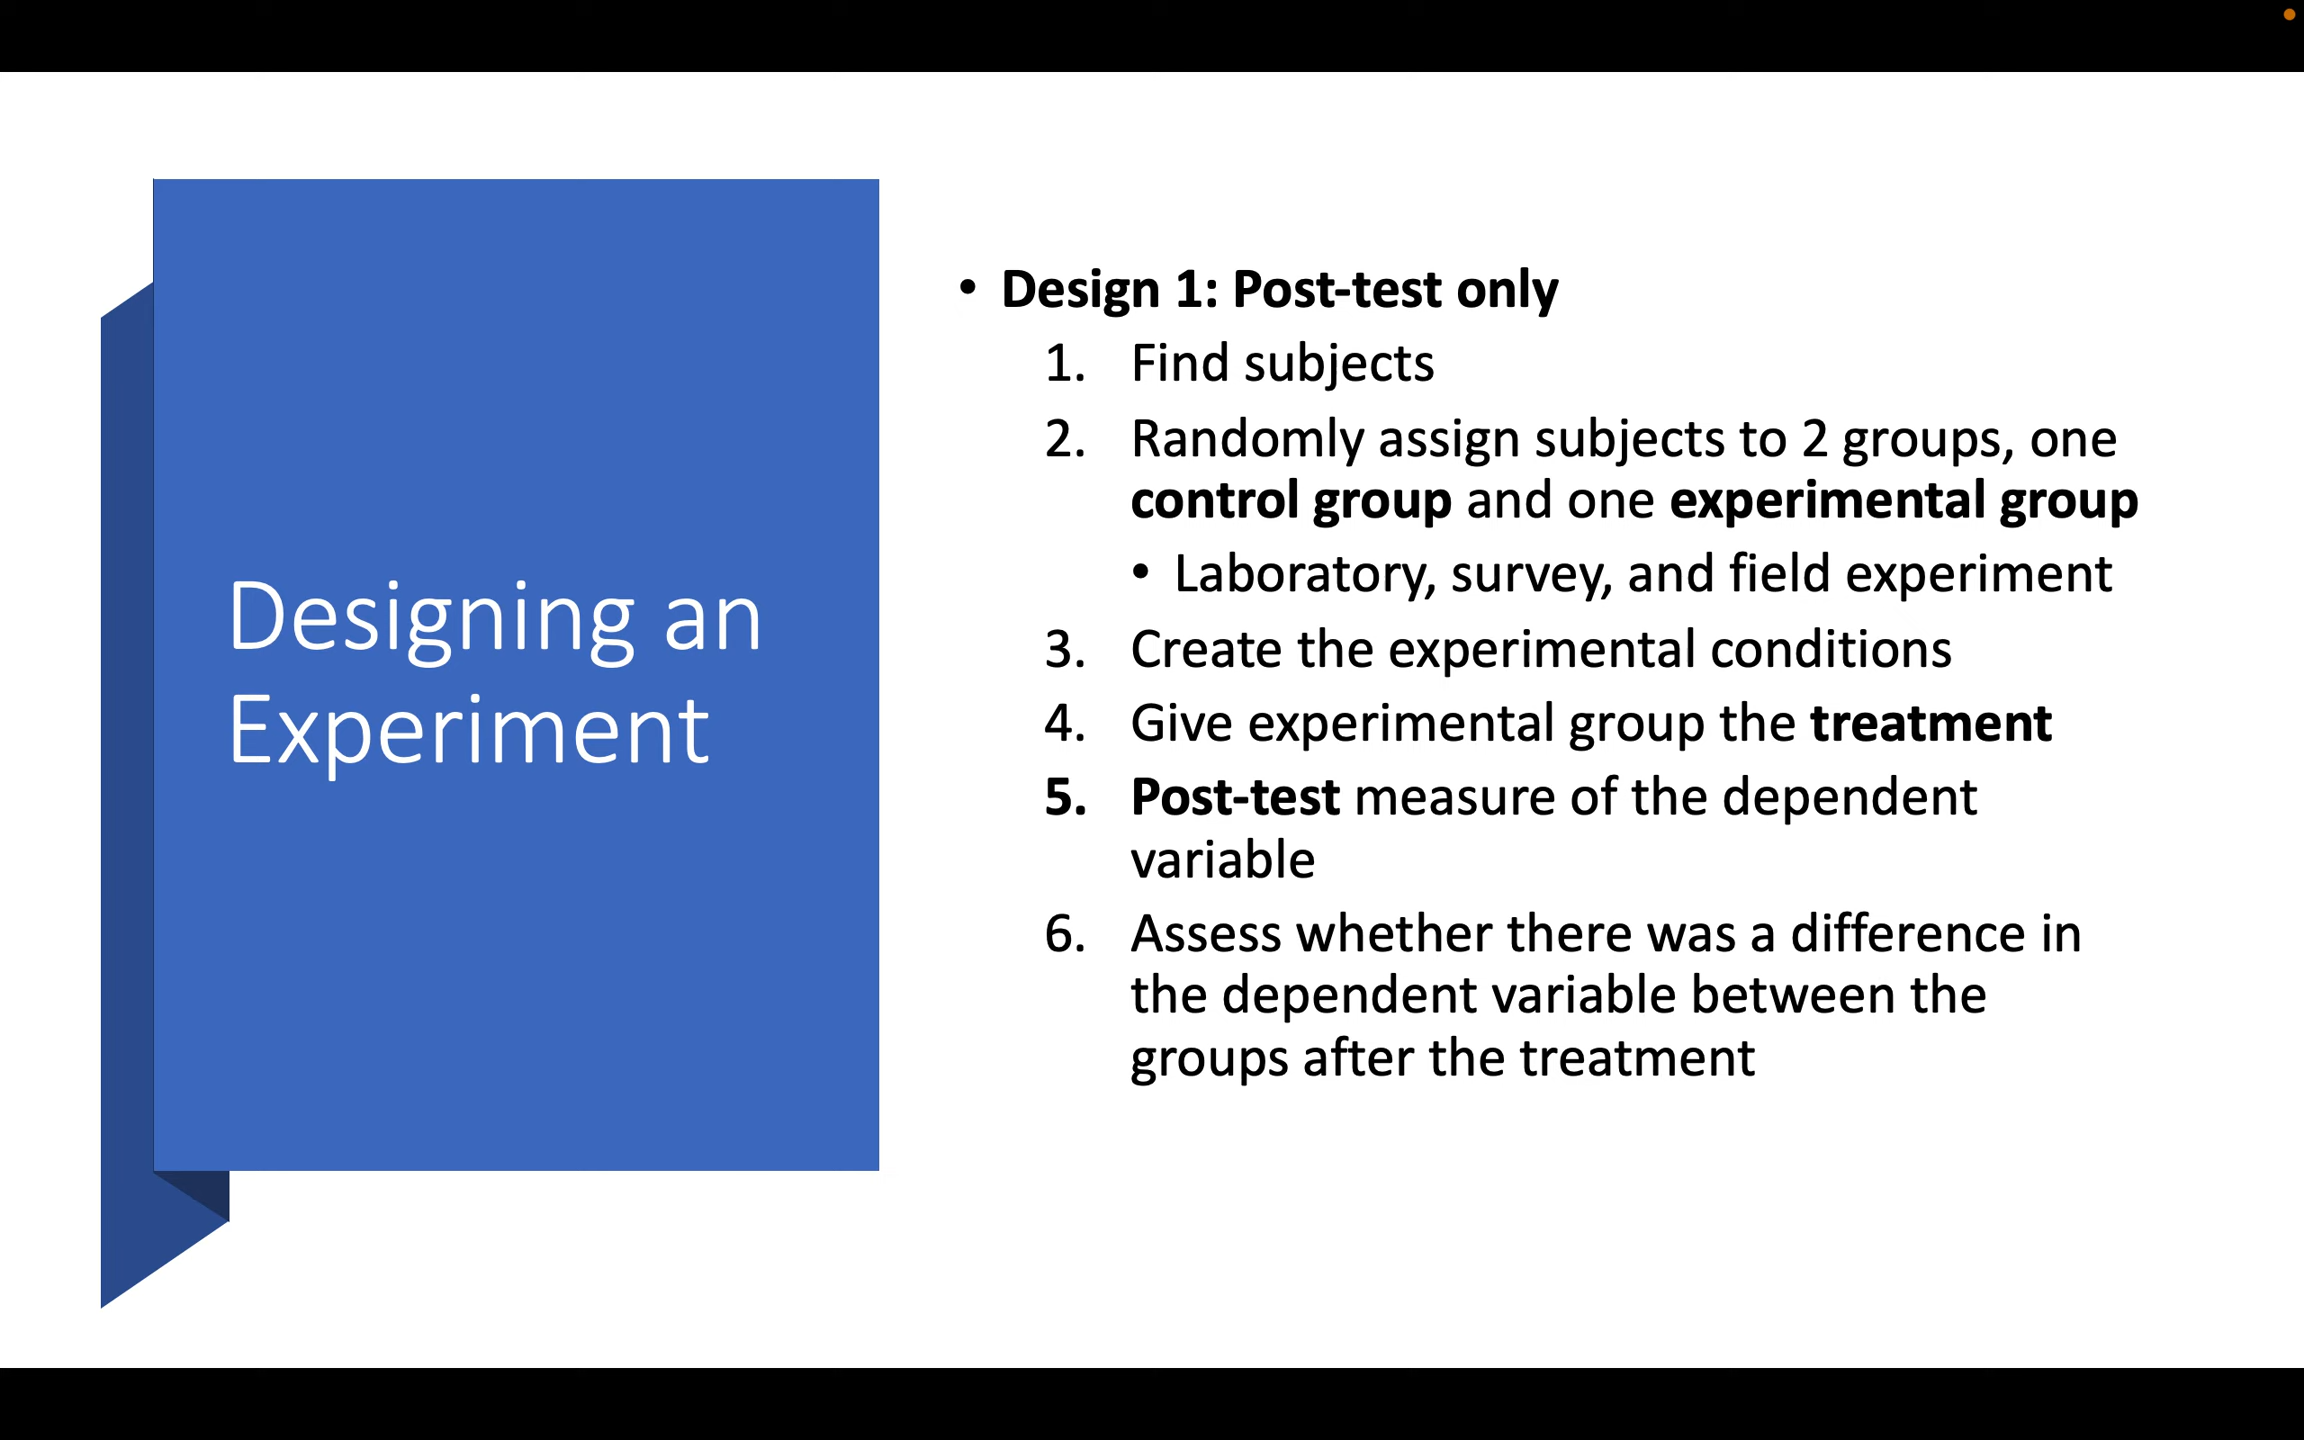 Designing an
Experiment
• Design 1: Post-test only
1. Find subjects
2. Randomly assign subjects to 2 groups, one
control group and one experimental group
• Laboratory, survey, and field experiment
3. Create the experimental conditions
4. Give experimental group the treatment
5. Post-test measure of the dependent
variable
6. Assess whether there was a difference in
the dependent variable between the
groups after the treatment